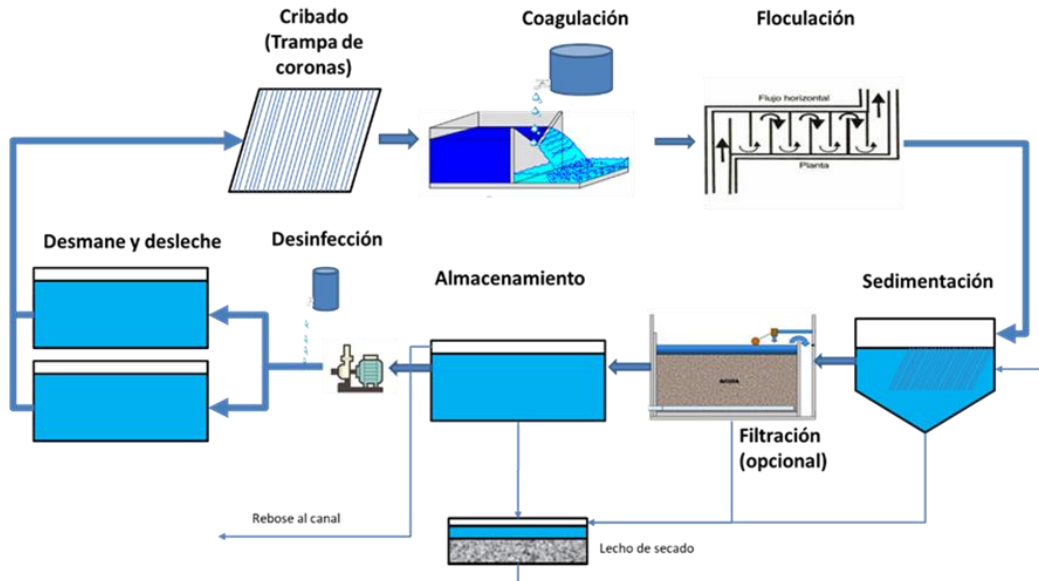 Cribado
(Trampa de
coronas)
Coagulación
Floculación
Flujo horizontal
Planta
Desmane y desleche
Desinfección
Almacenamiento
Sedimentación
Filtración
(opcional)
Rebose al canal
Lecho de secado